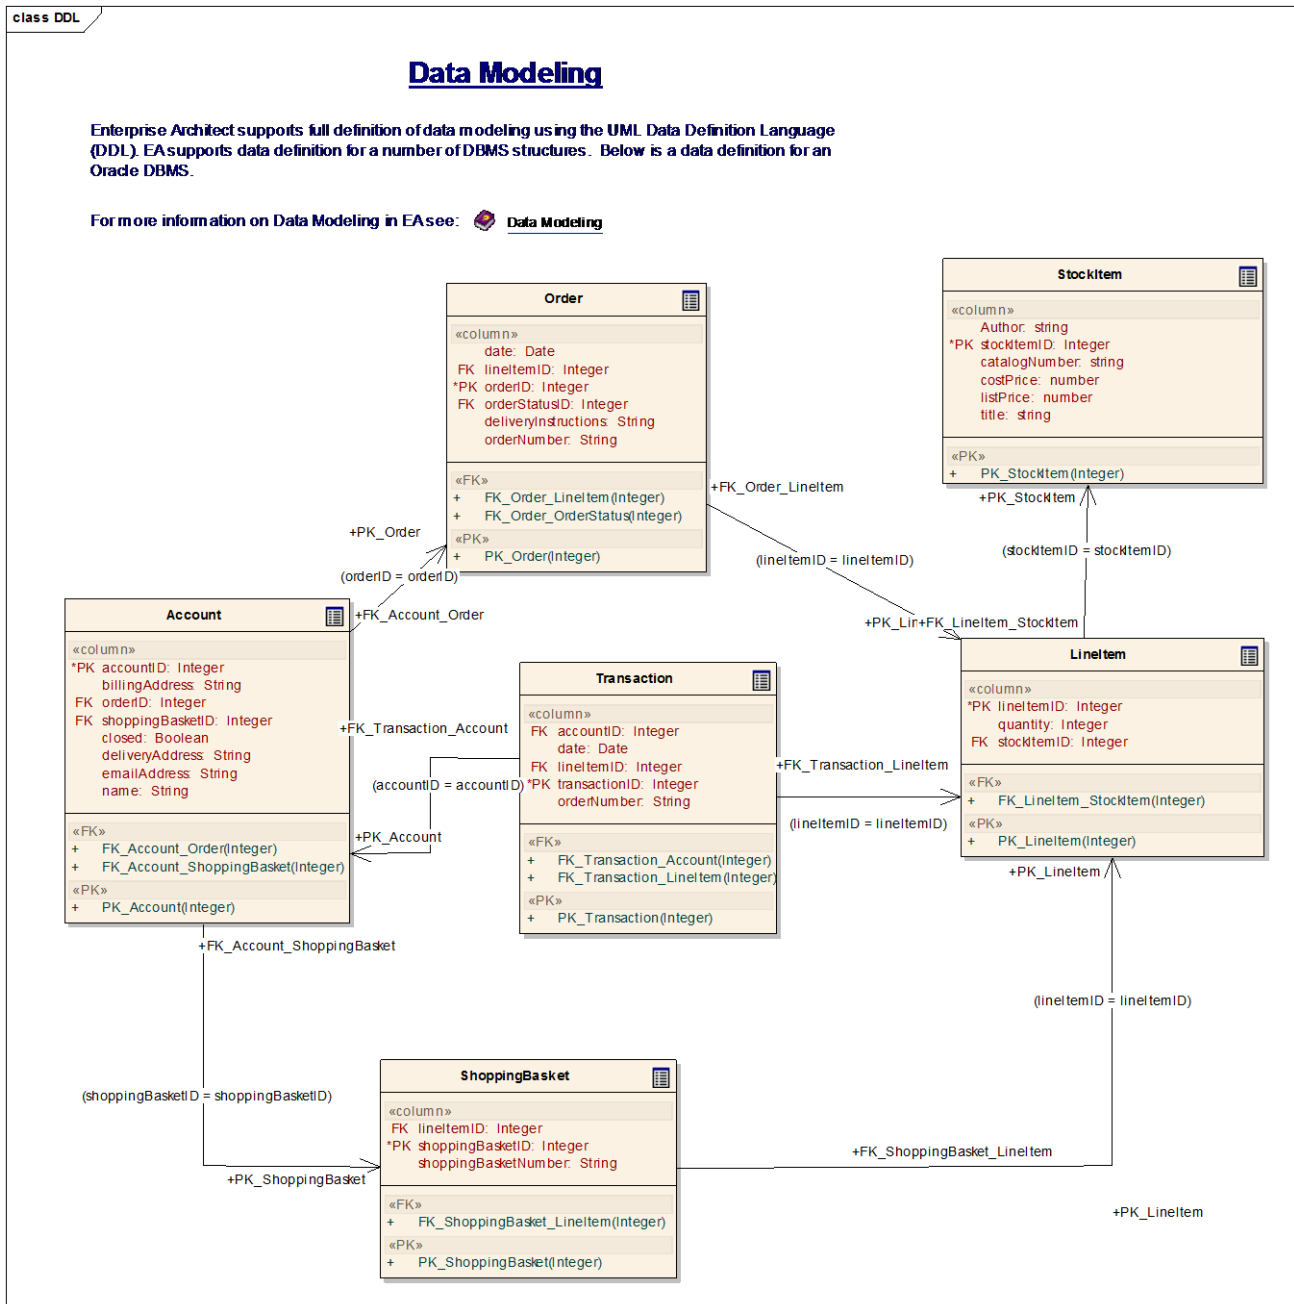 class DDL
Data Modeling
Enterprise Architect supports full definition of data modeling using the UML Data Definition Language
(DDL). EA supports data definition for a number of DBMS structures.  Below is a data definition for an
Oracle DBMS.
For more information on Data Modeling in EA see:
Data Modeling
Order
«column»
date: Date
FK lineItemID: Integer
*PK orderID: Integer
FK orderStatusID: Integer
deliveryInstructions: String
orderNumber: String
«FK»
+ FK_Order_LineItem(Integer)
+ FK_Order_OrderStatus(Integer)
«PK»
+ PK_Order(Integer)
StockItem
«column»
Author: string
*PK stockItemID: Integer
catalogNumber: string
costPrice: number
listPrice: number
title: string
«PK»
+ PK_StockItem(Integer)
+PK_StockItem
(stockItemID = stockItemID)
+FK_Order_LineItem
(lineItemID = lineItemID)
+PK_Lin
+FK_LineItem_StockItem
+PK_Order
(orderID = orderID)
+FK_Account_Order
Account
«column»
*PK accountID: Integer
billingAddress: String
FK orderID: Integer
FK shoppingBasketID: Integer
closed: Boolean
deliveryAddress: String
emailAddress: String
name: String
«FK»
+ FK_Account_Order(Integer)
+ FK_Account_ShoppingBasket(Integer)
«PK»
+ PK_Account(Integer)
+FK_Transaction_Account
(accountID = accountID)
+PK_Account
Transaction
«column»
FK accountID: Integer
date: Date
FK lineItemID: Integer
*PK transactionID: Integer
orderNumber: String
«FK»
+ FK_Transaction_Account(Integer)
+ FK_Transaction_LineItem(Integer)
«PK»
+ PK_Transaction(Integer)
+FK_Transaction_LineItem
(lineItemID = lineItemID)
LineItem
«column»
*PK lineItemID: Integer
quantity: Integer
FK stockItemID: Integer
«FK»
+ FK_LineItem_StockItem(Integer)
«PK»
+ PK_LineItem(Integer)
+PK_LineItem
(lineItemID = lineItemID)
+FK_Account_ShoppingBasket
(shoppingBasketID = shoppingBasketID)
+PK_ShoppingBasket
ShoppingBasket
«column»
FK lineItemID: Integer
*PK shoppingBasketID: Integer
shoppingBasketNumber: String
«FK»
+ FK_ShoppingBasket_LineItem(Integer)
«PK»
+ PK_ShoppingBasket(Integer)
+FK_ShoppingBasket_LineItem
+PK_LineItem